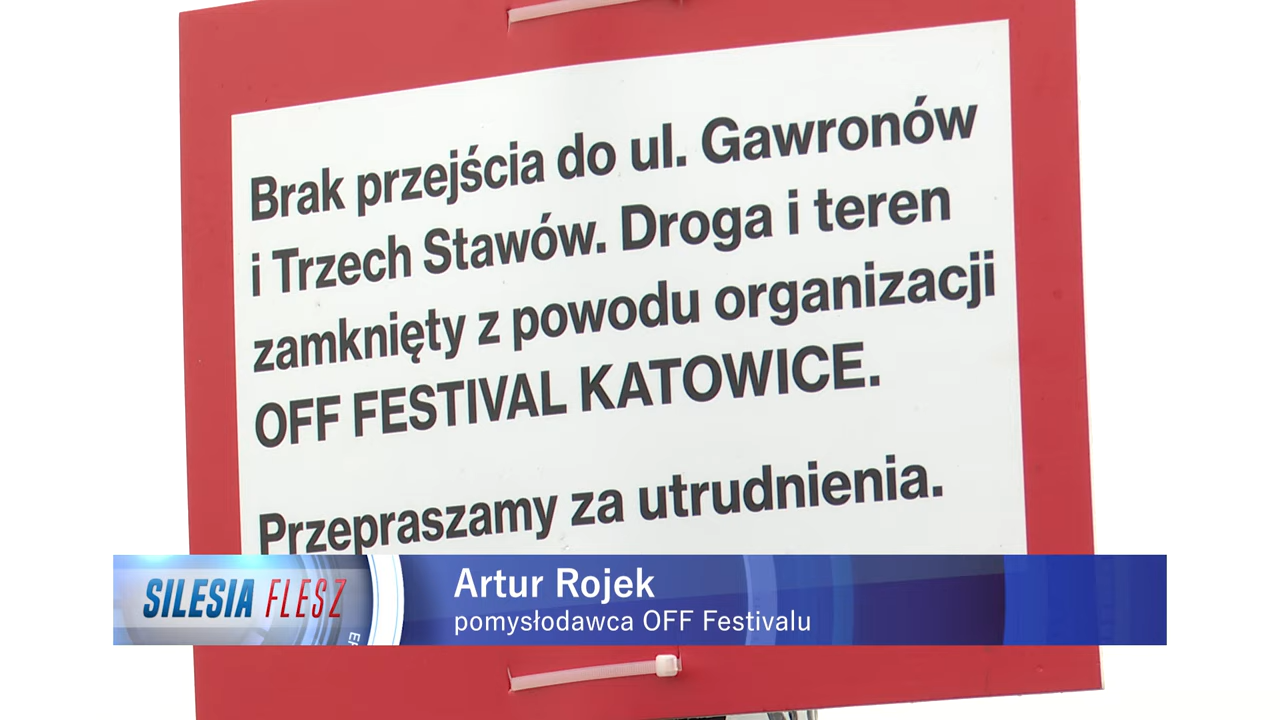 Brak przejścia do ul. Gawronów
i Trzech Stawów. Droga i teren
zamknięty z powodu organizacji
OFF FESTIVAL KATOWICE.
Przepraszamy za utrudnienia.
SILESIA FLESZ
Artur Rojek
pomysłodawca OFF Festivalu